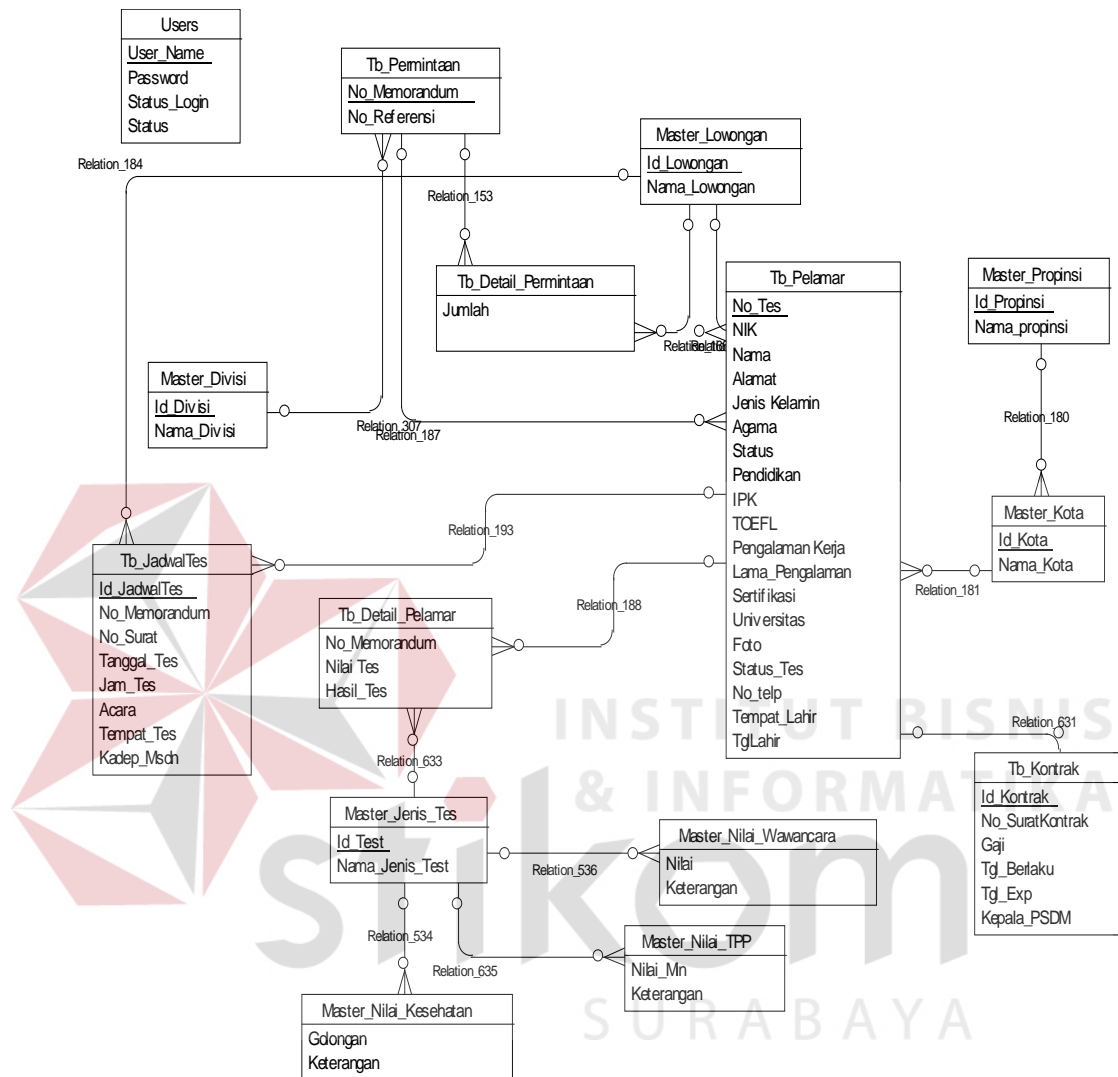 Users
User_Name
Password
Status_Login
Status
Tb_Permintaan
No_Memorandum
No_Referensi
Master_Lowongan
Id_Lowongan
Nama_Lowongan
Relation_184
Relation_153
Tb_Detail_Permintaan
Jumlah
Tb_Pelamar
No_Tes
NIK
Nama
Alamat
Jenis Kelamin
Agama
Status
Pendidikan
IPK
TOEFL
Pengalaman Kerja
Lama_Pengalaman
Sertifikasi
Universitas
Foto
Status_Tes
No_telp
Tempat_Lahir
TglLahir
Master_Propinsi
Id_Propinsi
Nama_propinsi
Relation_180
Master_Divisi
Id_Divisi
Nama_Divisi
Relation_307
Relation_187
Master_Kota
Id_Kota
Nama_Kota
Relation_181
Relation_193
Tb_JadwalTes
Id_JadwalTes
No_Memorandum
No_Surat
Tanggal_Tes
Jam_Tes
Acara
Tempat_Tes
Kadep_Msdn
Relation_188
Tb_Detail_Pelamar
No_Memorandum
Nilai Tes
Hasil_Tes
Relation_633
Relation_631
Tb_Kontrak
Id_Kontrak
No_SuratKontrak
Gaji
Tgl_Berlaku
Tgl_Exp
Kepala_PSDM
Master_Jenis_Tes
Id_Test
Nama_Jenis_Test
Relation_536
Master_Nilai_Wawancara
Nilai
Keterangan
Relation_534
Relation_635
Master_Nilai_TPP
Nilai_Mn
Keterangan
Master_Nilai_Kesehatan
Golongan
Keterangan
INSTITUT BISNIS
& INFORMATIKA
stikom
SURABAYA